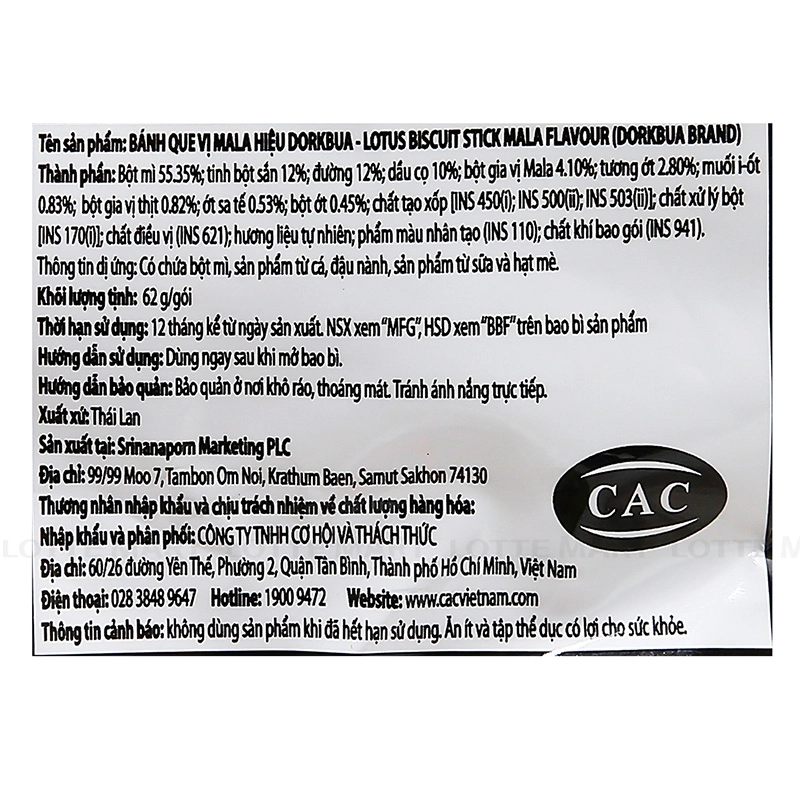 Tên sản phẩm: BÁNH QUE VỊ MALA HIỆU DORKBUA - LOTUS BISCUIT STICK MALA FLAVOUR (DORKBUA BRAND)
Thành phần: Bột mì 55.35%; tinh bột sắn 12%; đường 12%; dầu cọ 10%; bột gia vị Mala 4.10%; tương ớt 2.80%; muối i-ốt
0.83%; bột gia vị thịt 0.82%; ớt sa tế 0.53%; bột ớt 0.45%; chất tạo xốp [INS 450(i); INS 500(ii); INS 503(ii)]; chất xử lý bột
[INS 170(i)]; chất điều vị (INS 621); hương liệu tự nhiên; phẩm màu nhân tạo (INS 110); chất khí bao gói (INS 941).
Thông tin dị ứng: Có chứa bột mì, sản phẩm từ cá, đậu nành, sản phẩm từ sữa và hạt mè.
Khối lượng tịnh: 62 g/gói
Thời hạn sử dụng: 12 tháng kể từ ngày sản xuất. NSX xem "MFG", HSD xem "BBF" trên bao bì sản phẩm
Hướng dẫn sử dụng: Dùng ngay sau khi mở bao bì.
Hướng dẫn bảo quản: Bảo quản ở nơi khô ráo, thoáng mát. Tránh ánh nắng trực tiếp.
Xuất xứ: Thái Lan
Sản xuất tại: Srinanaporn Marketing PLC
Địa chỉ: 99/99 Moo 7, Tambon Om Noi, Krathum Baen, Samut Sakhon 74130
CAC
Thương nhân nhập khẩu và chịu trách nhiệm về chất lượng hàng hóa:
Nhập khẩu và phân phối: CÔNG TY TNHH CƠ HỘI VÀ THÁCH THỨC
LOTTE MART LOTTE MART LOTTE MART LOTTE M
Địa chỉ: 60/26 đường Yên Thế, Phường 2, Quận Tân Bình, Thành phố Hồ Chí Minh, Việt Nam
Điện thoại: 028 3848 9647 Hotline: 1900 9472 Website: www.cacvietnam.com
Thông tin cảnh báo: không dùng sản phẩm khi đã hết hạn sử dụng. Ăn ít và tập thể dục có lợi cho sức khỏe.